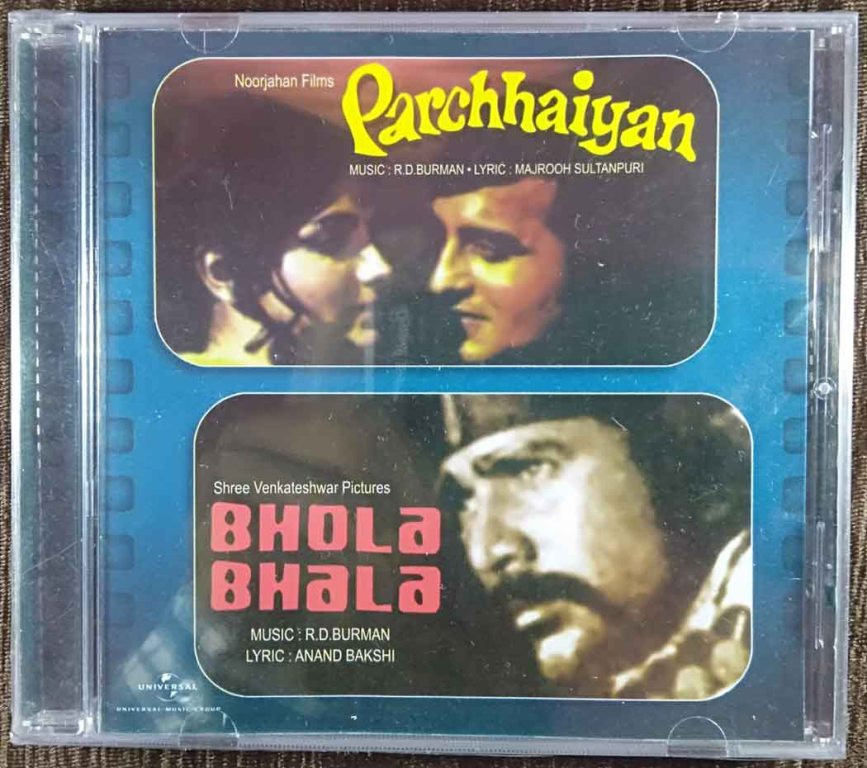 Noorjahan Films
Parchhaiyan
MUSIC : R.D.BURMAN • LYRIC : MAJROOH SULTANPURI
Shree Venkateshwar Pictures
BHOLa
BHaLa
MUSIC : R.D.BURMAN
LYRIC : ANAND BAKSHI
UNIVERSAL
UNIVERSAL MUSIC GROUP